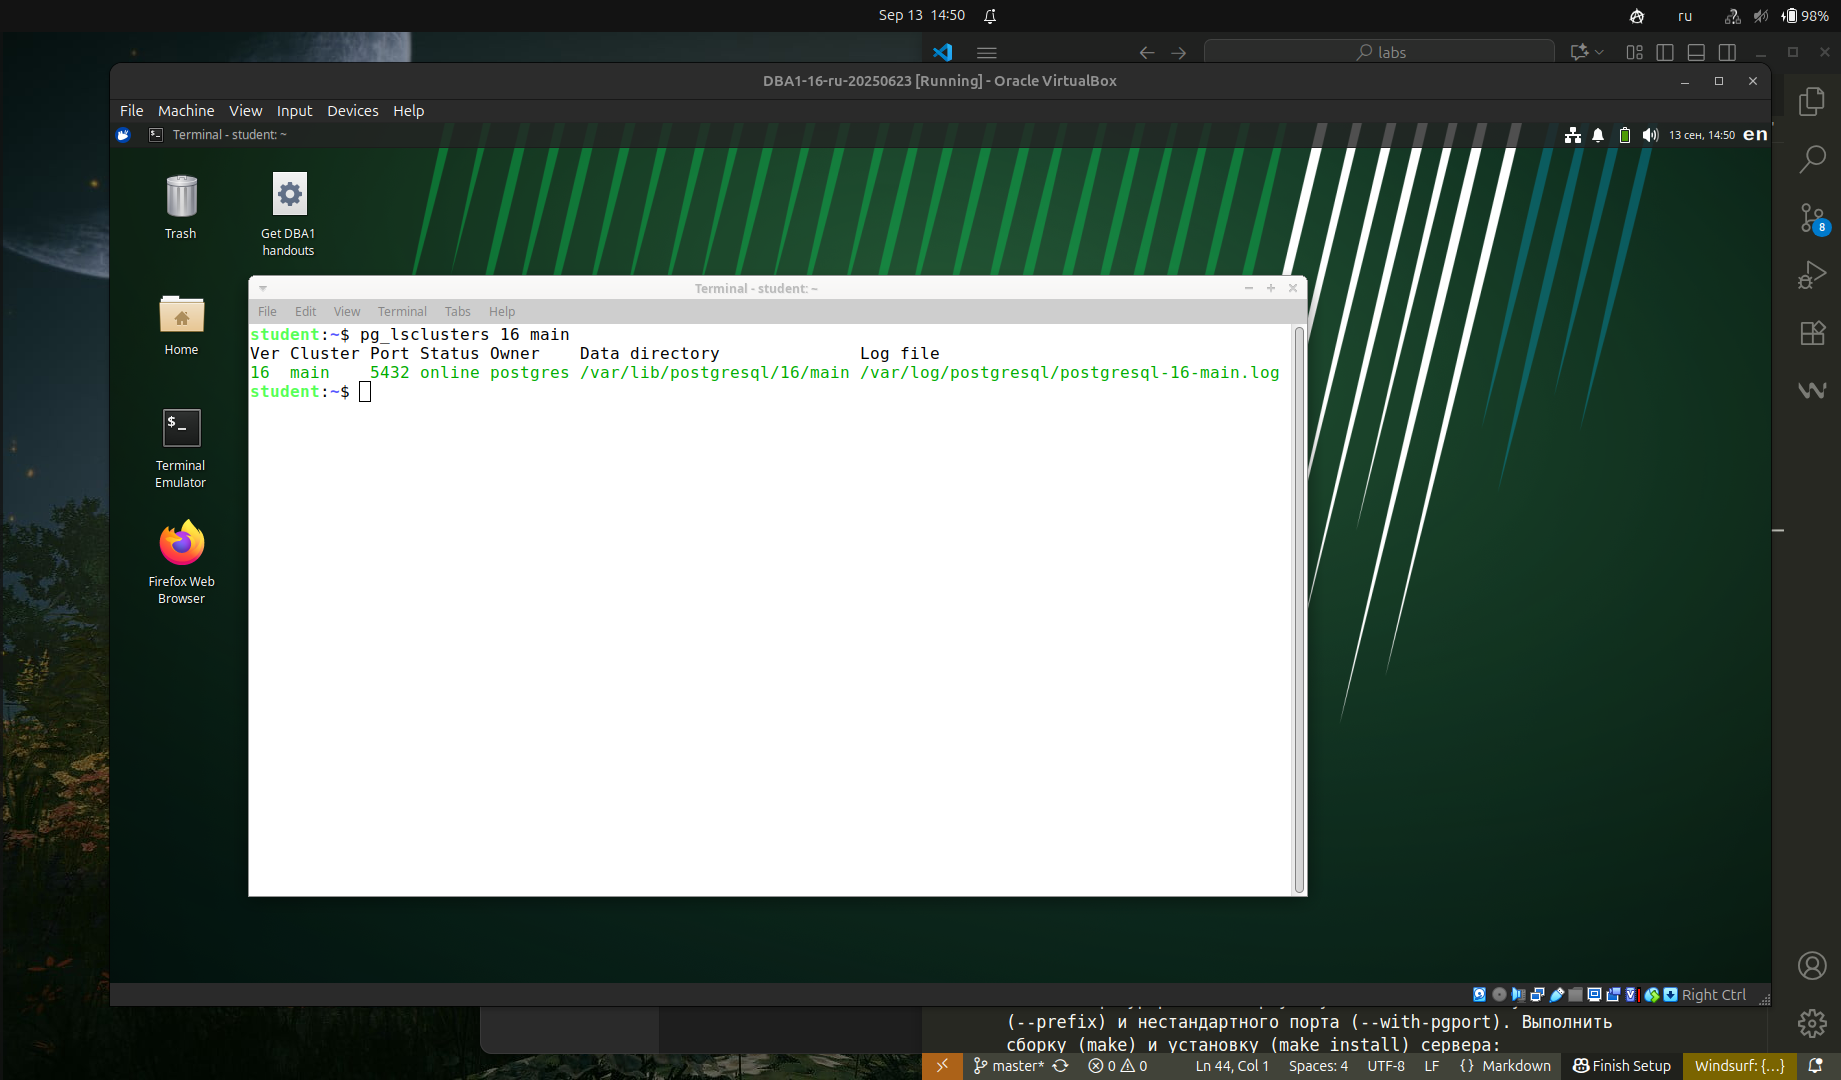 Sep 13 14:50
ru
98%
labs
DBA1-16-ru-20250623 [Running] - Oracle VirtualBox
File Machine View Input Devices Help
Terminal - student: ~
13 сен, 14:50 en
Trash
Get DBA1
handouts
8
Home
Terminal
Emulator
Firefox Web
Browser
Terminal - student: ~
File Edit View Terminal Tabs Help
student:~$ pg_lsclusters 16 main
Ver Cluster Port Status Owner Data directory Log file
16 main 5432 online postgres /var/lib/postgresql/16/main /var/log/postgresql/postgresql-16-main.log
student:~$
Right Ctrl
(--prefix) и нестандартного порта (--with-pgport). Выполнить
сборку (make) и установку (make install) сервера:
master* 0 0 Ln 44, Col 1 Spaces: 4 UTF-8 LF {} Markdown Finish Setup Windsurf: {...}